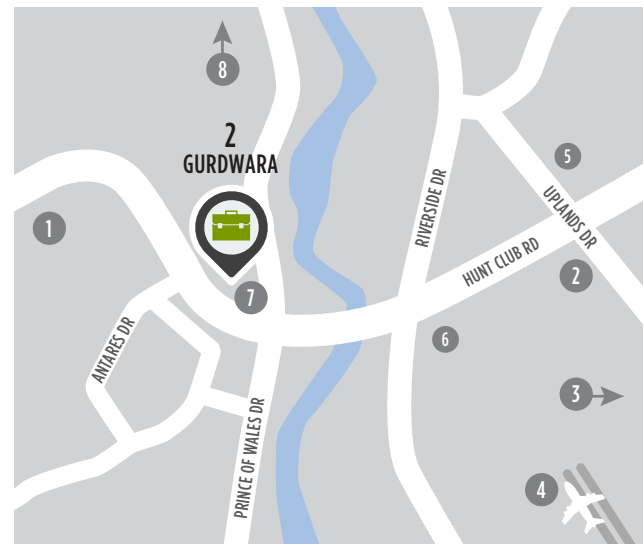 8
2
GURDWARA
5
RIVERSIDE DR
UPLANDS DR
1
HUNT CLUB RD
2
7
ANTARES DR
6
3
PRINCE OF WALES DR
4